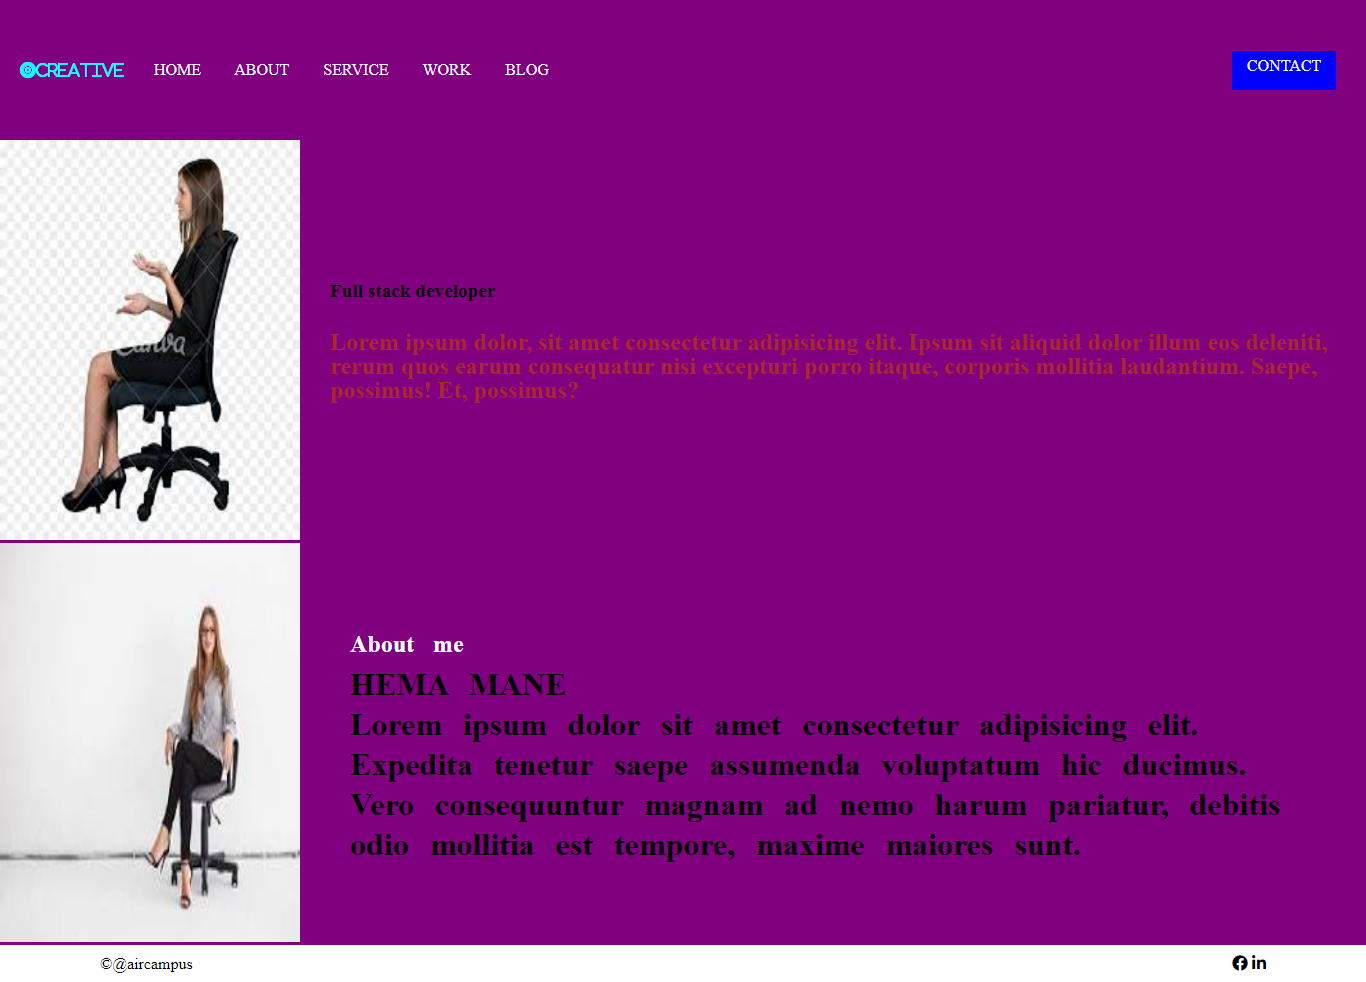 CREATIVE HOME ABOUT SERVICE WORK BLOG CONTACT
Canva
Full stack developer
Lorem ipsum dolor, sit amet consectetur adipisicing elit. Ipsum sit aliquid dolor illum eos deleniti,
rerum quos earum consequatur nisi excepturi porro itaque, corporis mollitia laudantium. Saepe,
possimus! Et, possimus?
About me
HEMA MANE
Lorem ipsum dolor sit amet consectetur adipisicing elit.
Expedita tenetur saepe assumenda voluptatum hic ducimus.
Vero consequuntur magnam ad nemo harum pariatur, debitis
odio mollitia est tempore, maxime maiores sunt.
©@aircampus in